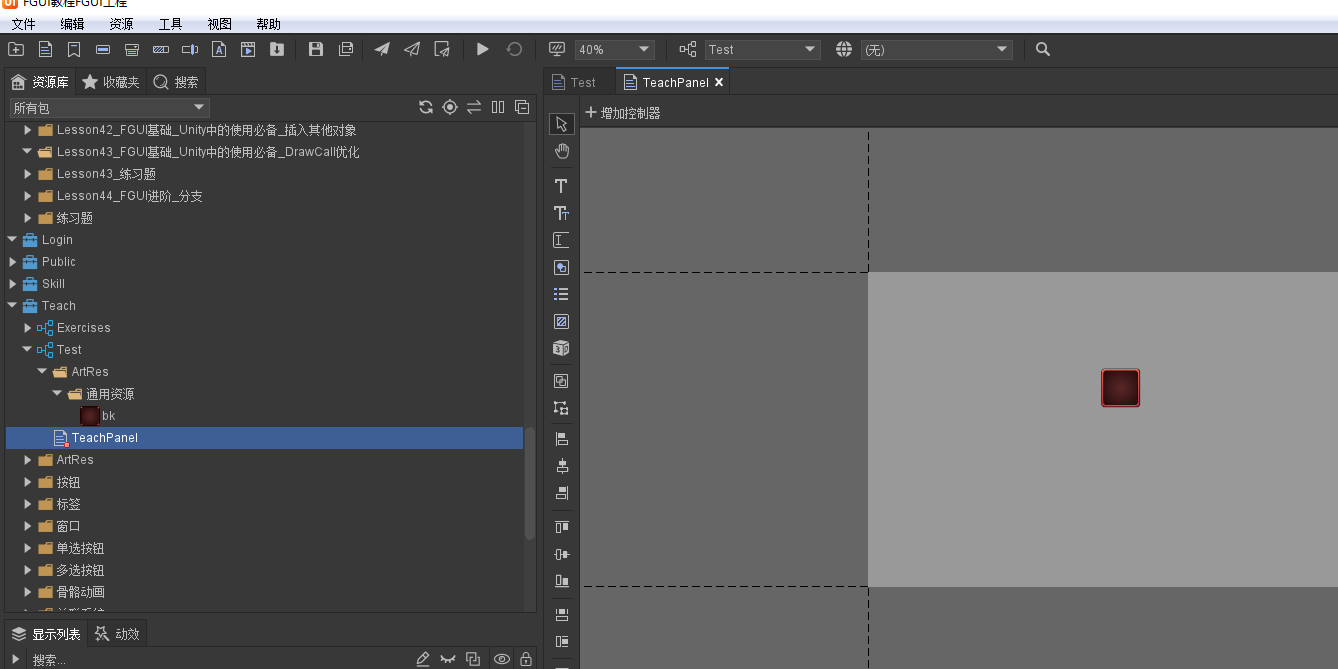 FGUI教程FGUI工程
文件 编辑 资源 工具 视图 帮助
40% Test (无)
资源库 收藏夹 搜索
Test TeachPanel
所有包
增加控制器
Lesson42_FGUI基础_Unity中的使用必备_插入其他对象
Lesson43_FGUI基础_Unity中的使用必备_DrawCall优化
Lesson43_练习题
Lesson44_FGUI进阶_分支
练习题
Login
Public
Skill
Teach
Exercises
Test
ArtRes
通用资源
bk
TeachPanel
ArtRes
按钮
标签
窗口
单选按钮
多选按钮
骨骼动画
显示列表 动效
搜索...